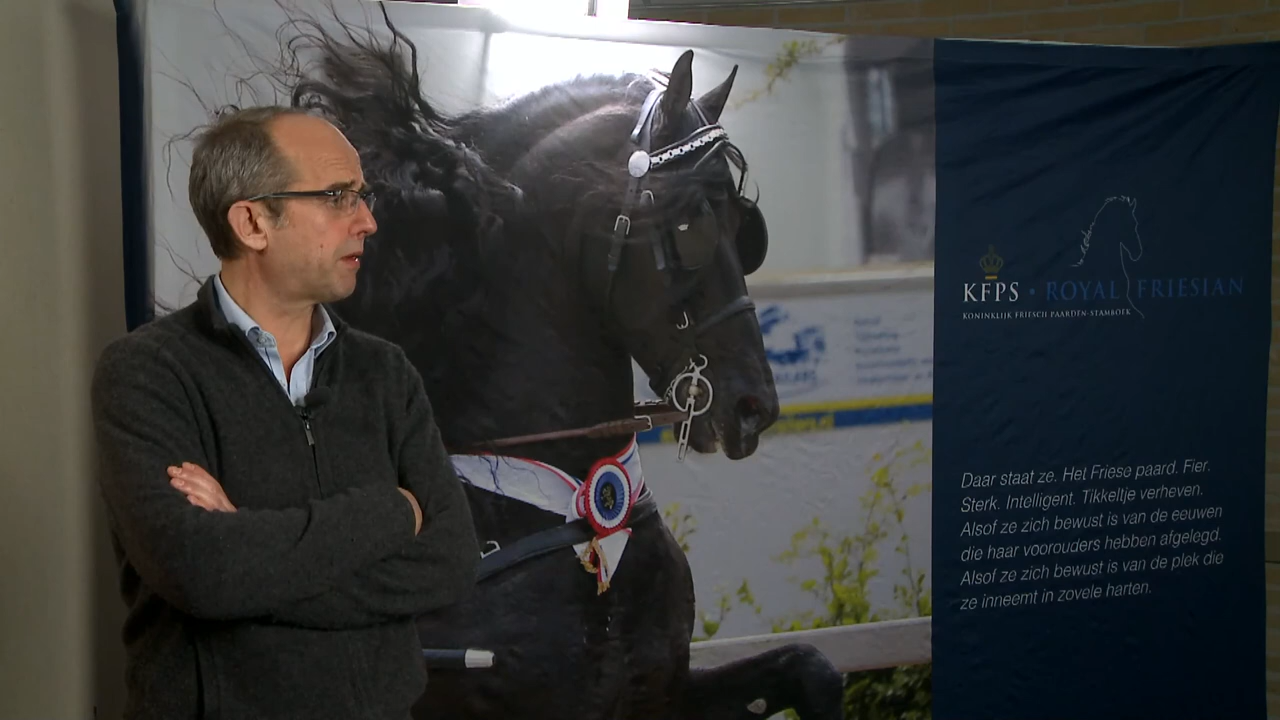 KFPS • ROYAL FRIESIAN
KONINKLIJK FRIESCH PAARDEN-STAMBOEK
Daar staat ze. Het Friese paard. Fier.
Sterk. Intelligent. Tikkeltje verheven.
Alsof ze zich bewust is van de eeuwen
die haar voorouders hebben afgelegd.
Alsof ze zich bewust is van de plek die
ze inneemt in zovele harten.